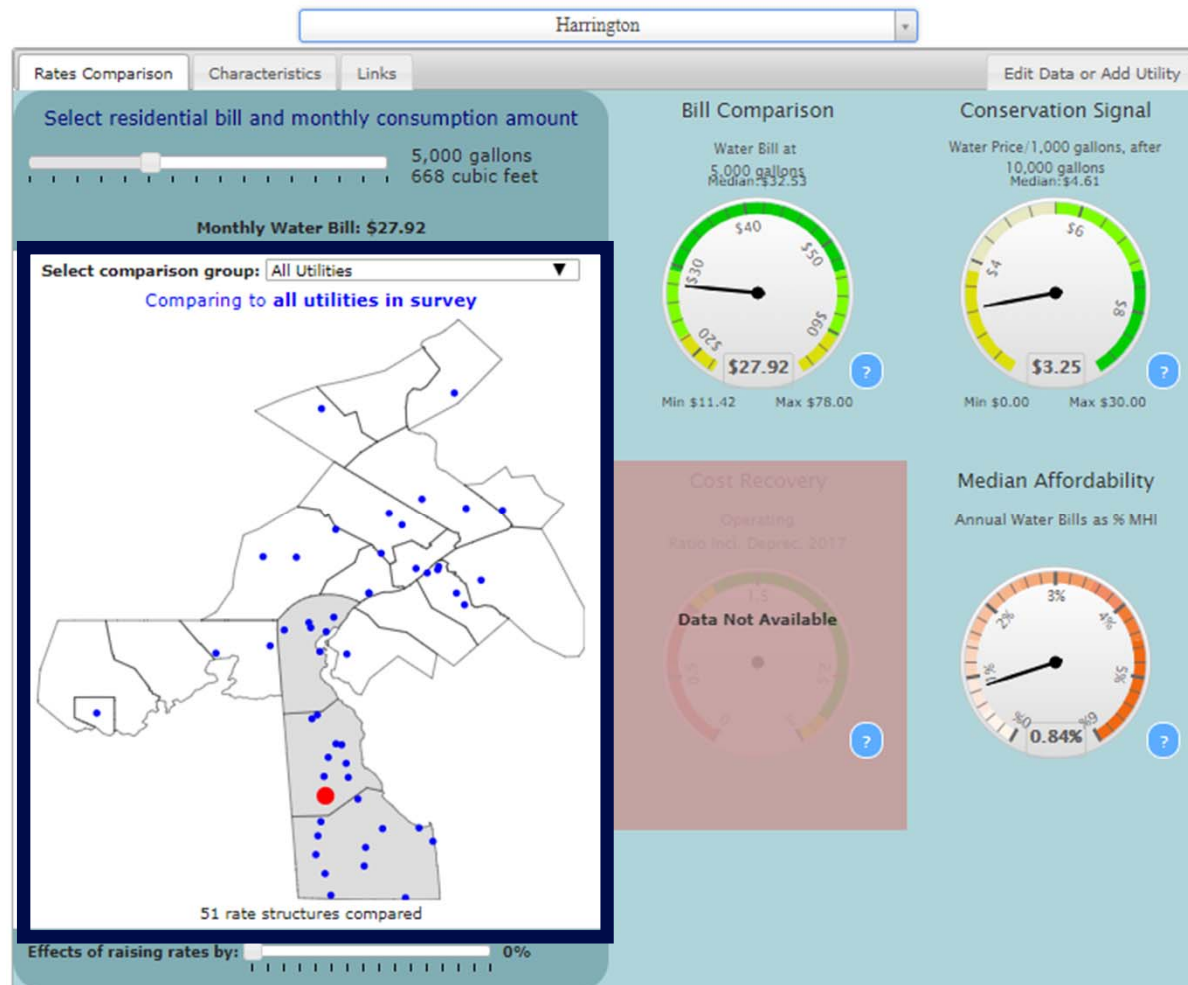 Harrington
Rates Comparison
Characteristics
Links
Edit Data or Add Utility
Select residential bill and monthly consumption amount
5,000 gallons
668 cubic feet
Monthly Water Bill: $27.92
Select comparison group: All Utilities
Comparing to all utilities in survey
51 rate structures compared
Effects of raising rates by: 0%
Bill Comparison
Water Bill at
5,000 gallons
Median:$32.53
$20
$30
$40
$50
$60
$27.92
?
Min $11.42 Max $78.00
Conservation Signal
Water Price/1,000 gallons, after
10,000 gallons
Median:$4.61
$4
$6
$8
$3.25
?
Min $0.00 Max $30.00
Cost Recovery
Operating
Ratio Incl. Deprec. 2017
1.5
Data Not Available
?
Median Affordability
Annual Water Bills as % MHI
0%
1%
2%
3%
4%
5%
6%
0.84%
?